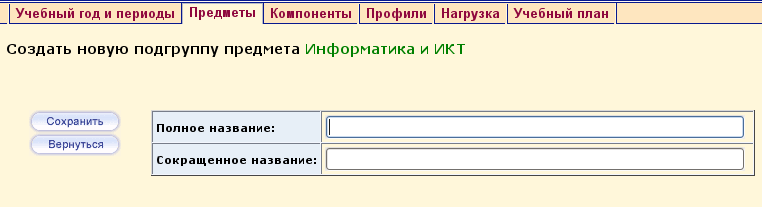 Учебный год и периоды Предметы Компоненты Профили Нагрузка Учебный план
Создать новую подгруппу предмета Информатика и ИКТ
Сохранить Полное название:
Вернуться Сокращенное название: